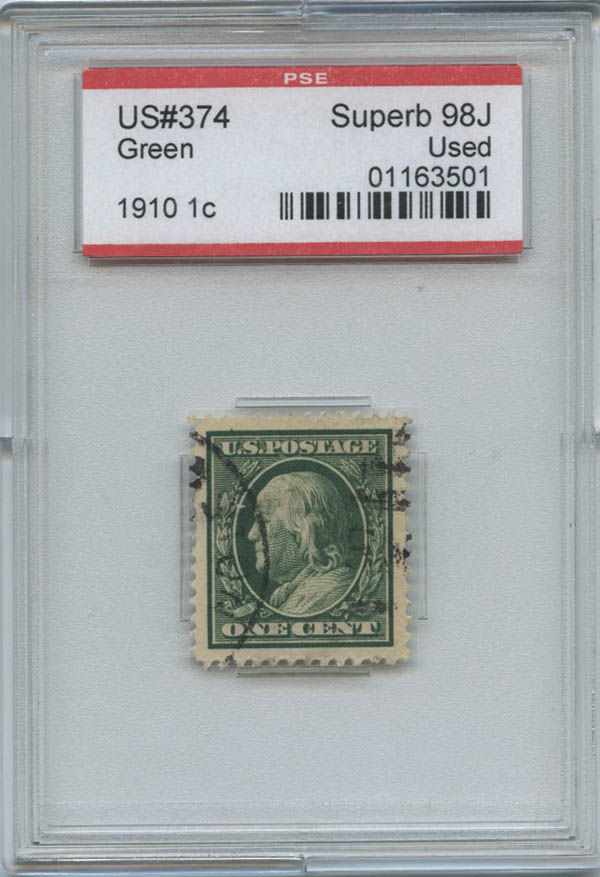 PSE
US#374 Superb 98J
Green Used
01163501
1910 1c
U.S.POSTAGE
ONE CENT